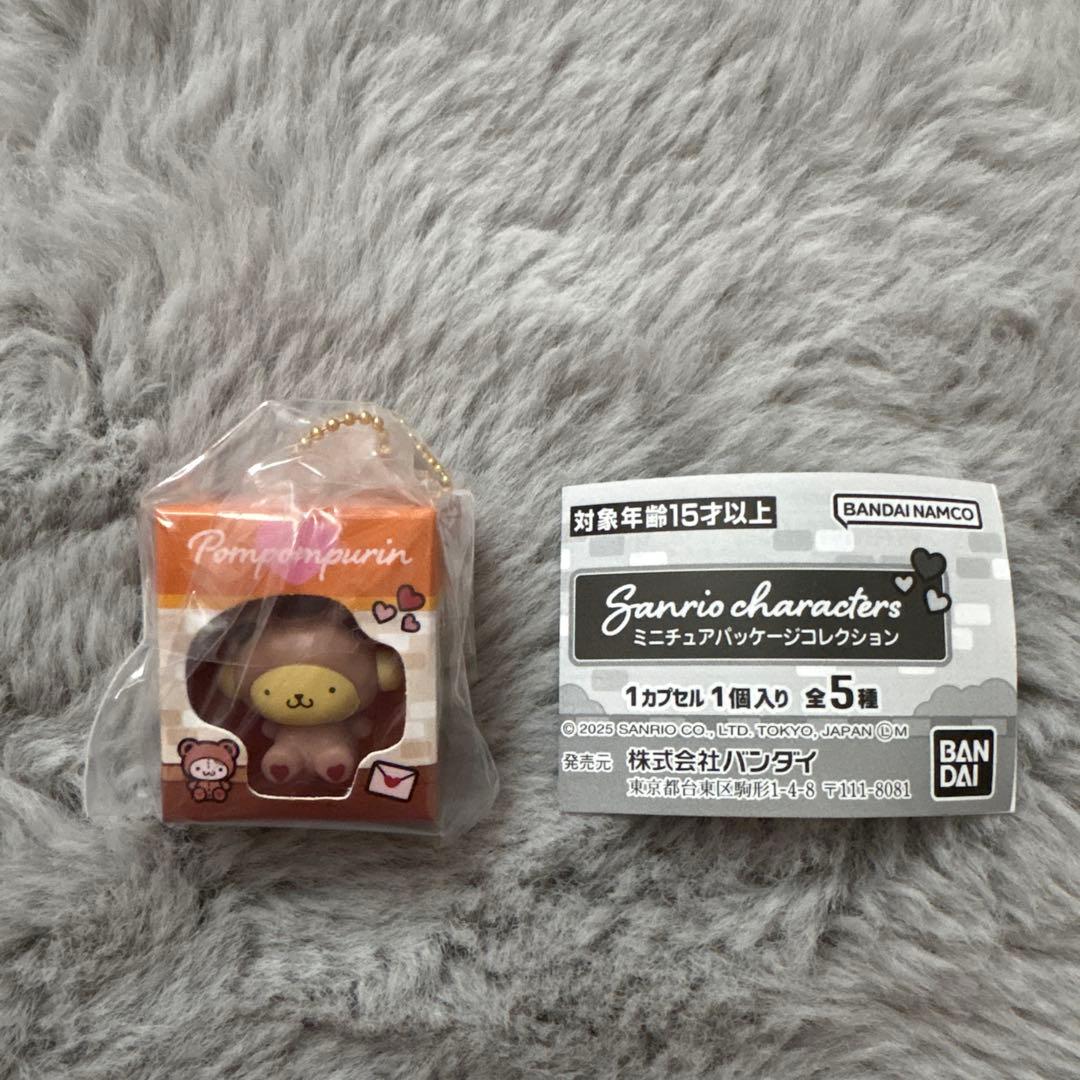 Pompompurin
対象年齢15才以上
BANDAI NAMCO
Sanrio characters
ミニチュアパッケージコレクション
1カプセル1個入り 全5種
© 2025 SANRIO CO., LTD. TOKYO, JAPAN Ⓛ M
発売元 株式会社バンダイ
東京都台東区駒形1-4-8 〒111-8081
BAN
DAI